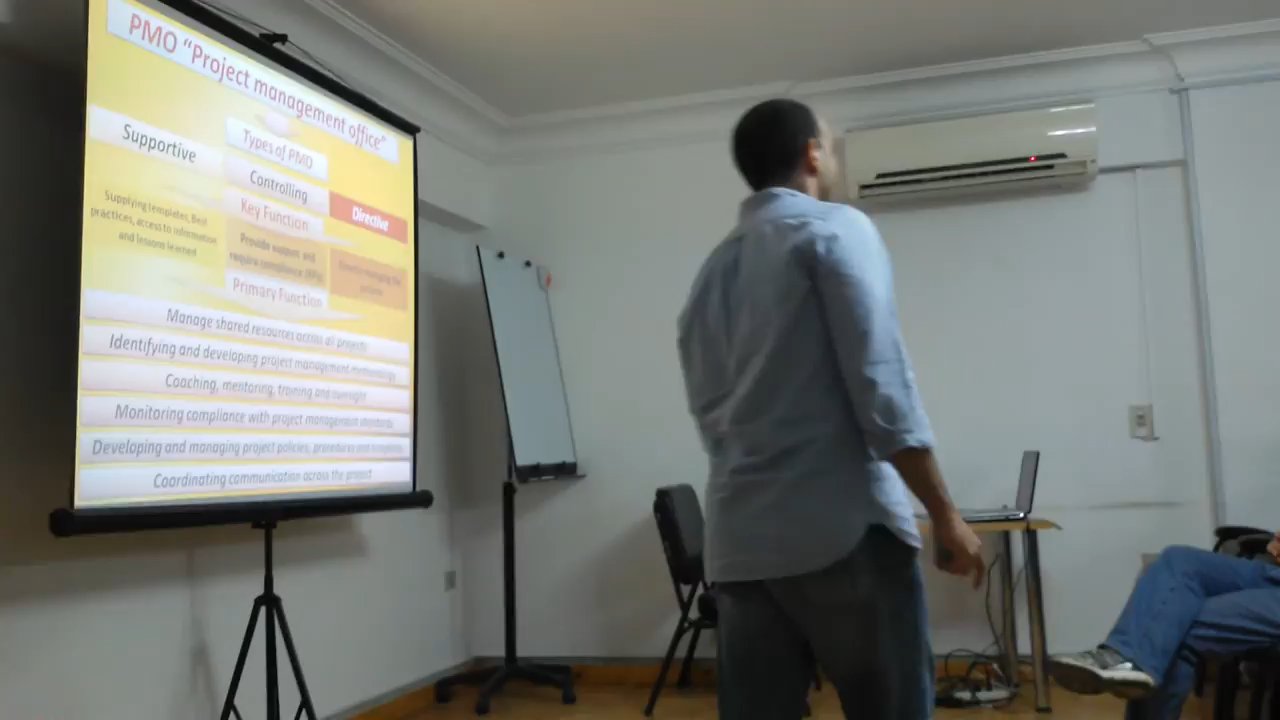 PMO “Project management office”
Types of PMO
Supportive
Controlling
Directive
Key Function
Supplying templates, Best
practices, access to information
and lessons learned
Provide support and
require compliance
Primary Function
Manage shared resources across all projects
Identifying and developing project management methodology
Coaching, mentoring, training and oversight
Monitoring compliance with project management standards
Developing and managing project policies, procedures and
Coordinating communication across the project